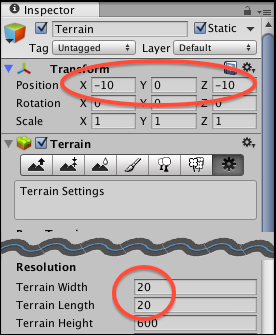 Inspector
Terrain Static
Tag Untagged Layer Default
Transform
Position X -10 Y 0 Z -10
Rotation X 0 Y 0 Z 0
Scale X 1 Y 1 Z 1
Terrain
Terrain Settings
Resolution
Terrain Width 20
Terrain Length 20
Terrain Height 600